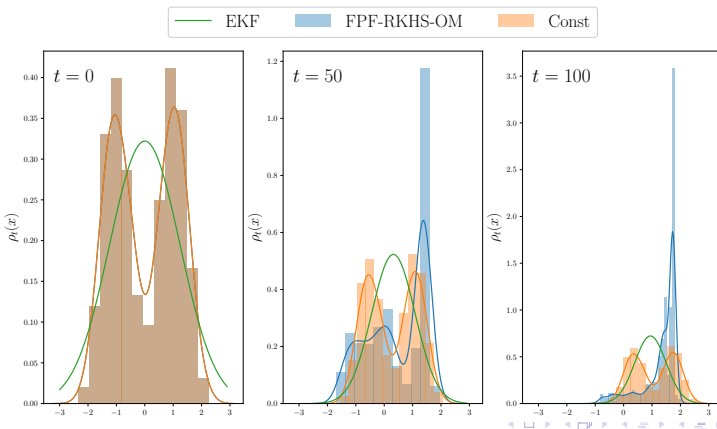 EKF FPF-RKHS-OM Const
t = 0
0.40
0.35
0.30
0.25
0.20
0.15
0.10
0.05
0.00
ρt(x)
−3 −2 −1 0 1 2 3
t = 50
1.2
1.0
0.8
0.6
0.4
0.2
0.0
ρt(x)
−3 −2 −1 0 1 2 3
t = 100
3.5
3.0
2.5
2.0
1.5
1.0
0.5
0.0
ρt(x)
−3 −2 −1 0 1 2 3